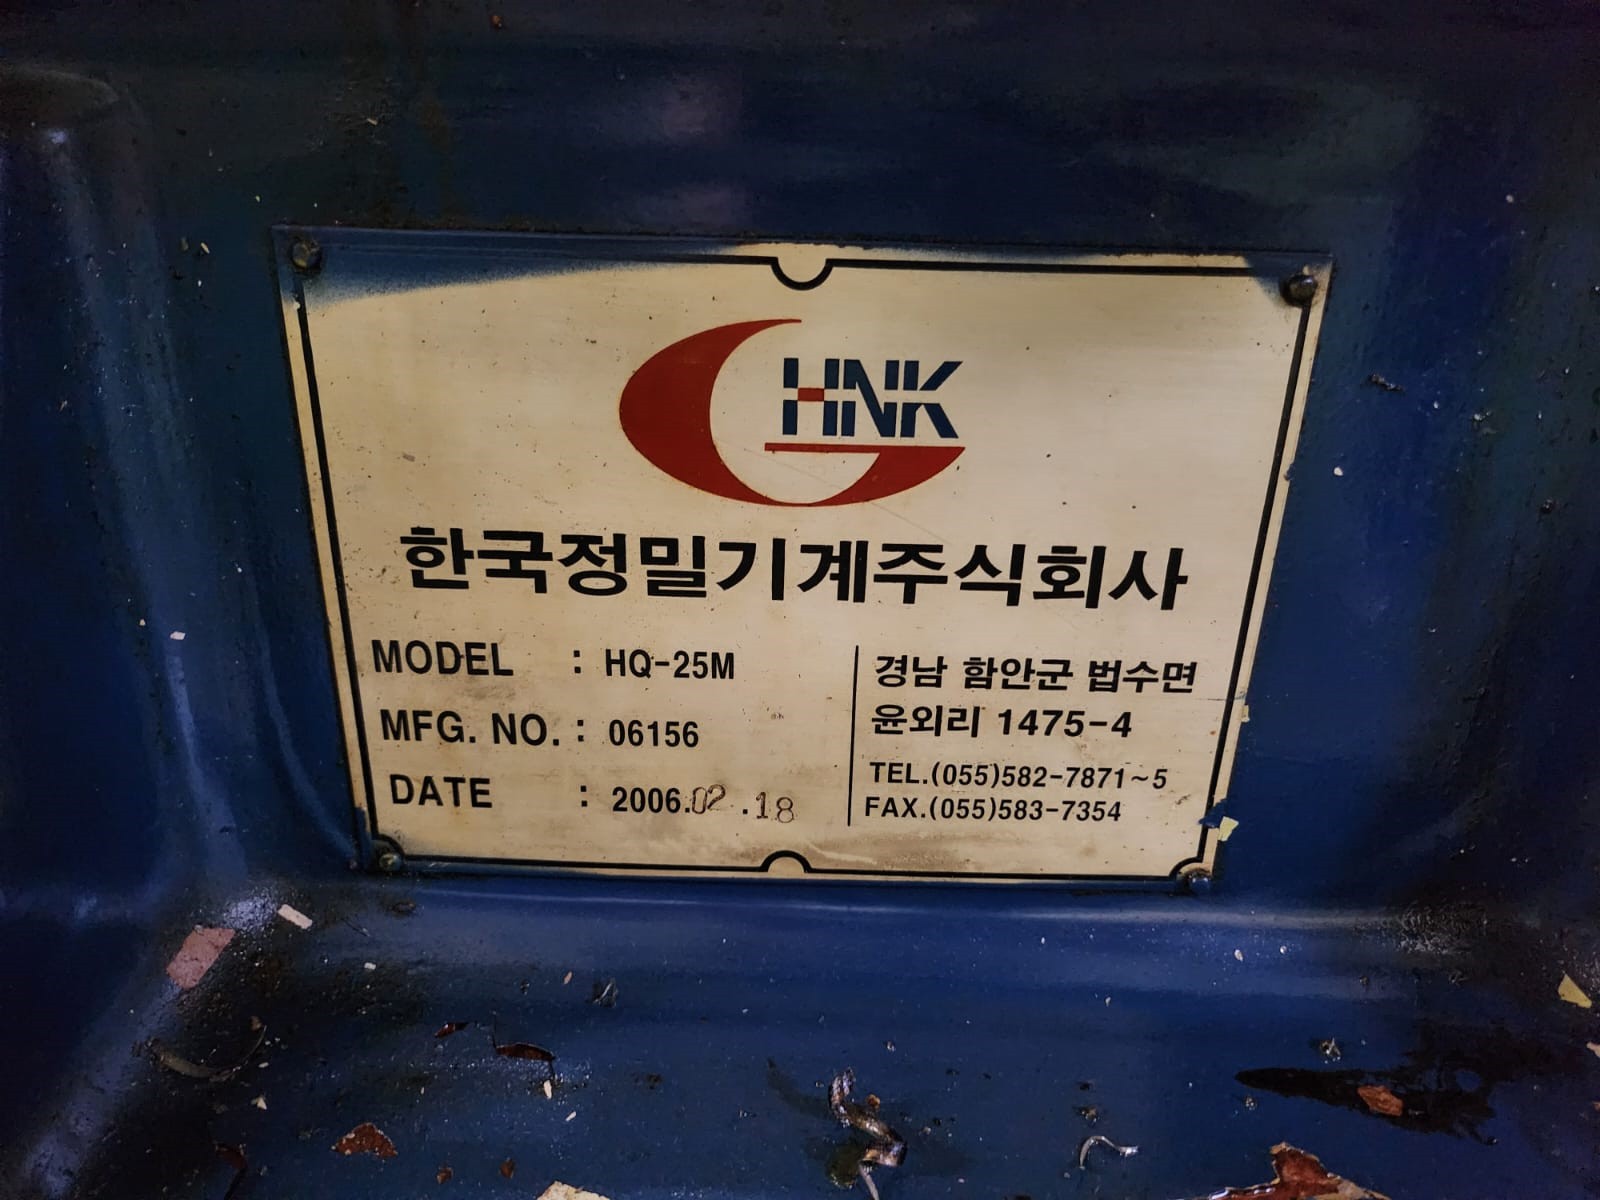 HNK
한국정밀기계주식회사
MODEL : HQ-25M
MFG. NO. : 06156
DATE : 2006.02.18
경남 함안군 법수면
윤외리 1475-4
TEL.(055)582-7871~5
FAX.(055)583-7354